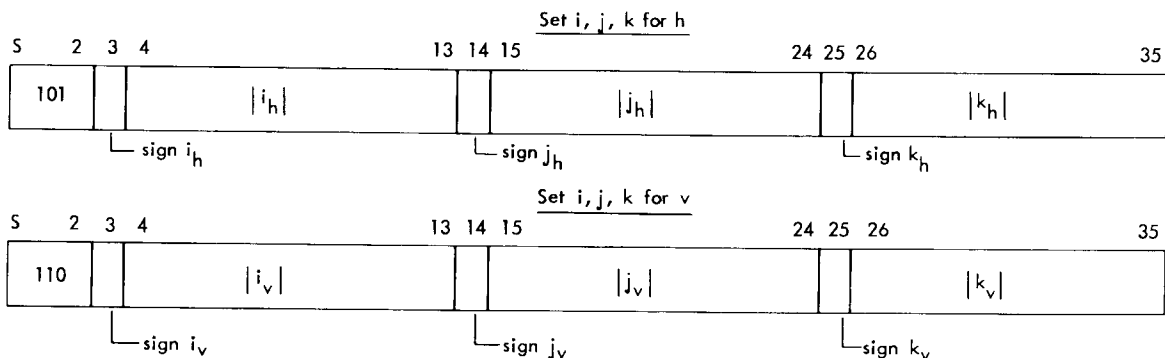 Set i, j, k for h
S 2 3 4 13 14 15 24 25 26 35
101 |i_h| |j_h| |k_h|
sign i_h sign j_h sign k_h
Set i, j, k for v
S 2 3 4 13 14 15 24 25 26 35
110 |i_v| |j_v| |k_v|
sign i_v sign j_v sign k_v